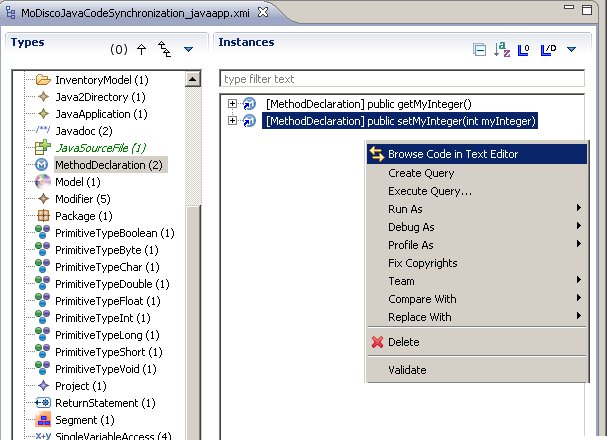 MoDiscoJavaCodeSynchronization_javaapp.xmi
Types
(0)
InventoryModel (1)
Java2Directory (1)
JavaApplication (1)
/**/ Javadoc (2)
JavaSourceFile (1)
MethodDeclaration (2)
Model (1)
Modifier (5)
Package (1)
PrimitiveTypeBoolean (1)
PrimitiveTypeByte (1)
PrimitiveTypeChar (1)
PrimitiveTypeDouble (1)
PrimitiveTypeFloat (1)
PrimitiveTypeInt (1)
PrimitiveTypeLong (1)
PrimitiveTypeShort (1)
PrimitiveTypeVoid (1)
Project (1)
ReturnStatement (1)
Segment (1)
x+y SingleVariableAccess (4)
Instances
type filter text
[MethodDeclaration] public getMyInteger()
[MethodDeclaration] public setMyInteger(int myInteger)
Browse Code in Text Editor
Create Query
Execute Query...
Run As
Debug As
Profile As
Fix Copyrights
Team
Compare With
Replace With
Delete
Validate